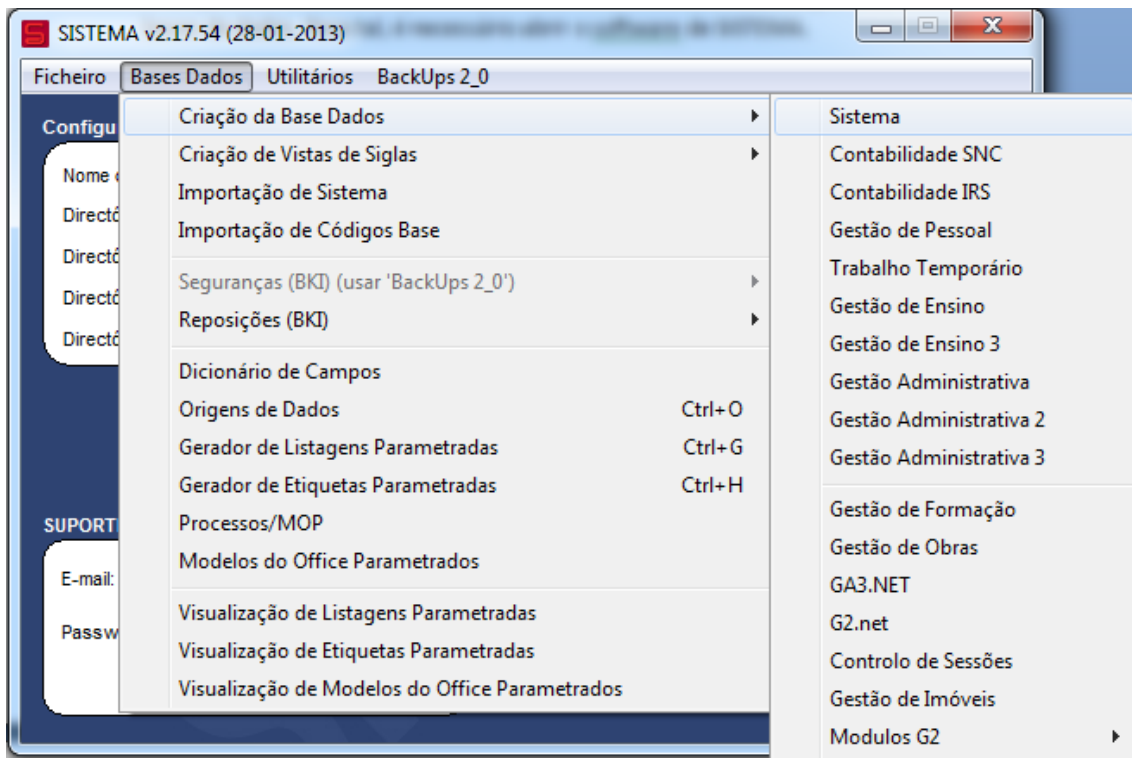 SISTEMA v2.17.54 (28-01-2013)
Ficheiro Bases Dados Utilitários BackUps 2_0
Configu
Nome
Directó
Directó
Directó
Directó
SUPORT
E-mail:
Passw
Criação da Base Dados
Criação de Vistas de Siglas
Importação de Sistema
Importação de Códigos Base
Seguranças (BKI) (usar 'BackUps 2_0')
Reposições (BKI)
Dicionário de Campos
Origens de Dados Ctrl+O
Gerador de Listagens Parametradas Ctrl+G
Gerador de Etiquetas Parametradas Ctrl+H
Processos/MOP
Modelos do Office Parametrados
Visualização de Listagens Parametradas
Visualização de Etiquetas Parametradas
Visualização de Modelos do Office Parametrados
Sistema
Contabilidade SNC
Contabilidade IRS
Gestão de Pessoal
Trabalho Temporário
Gestão de Ensino
Gestão de Ensino 3
Gestão Administrativa
Gestão Administrativa 2
Gestão Administrativa 3
Gestão de Formação
Gestão de Obras
GA3.NET
G2.net
Controlo de Sessões
Gestão de Imóveis
Modulos G2